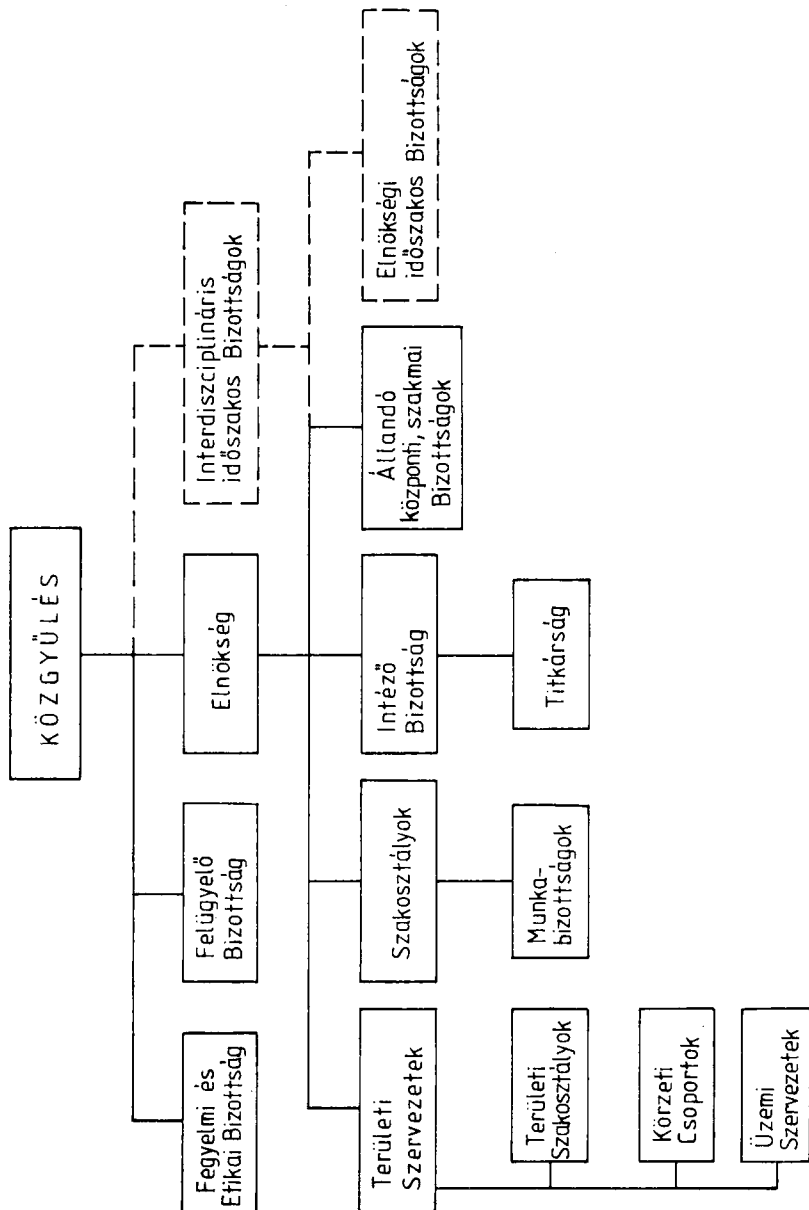 KÖZGYŰLÉS
Fegyelmi és
Etikai Bizottság
Felügyelő
Bizottság
Elnökség
Interdiszciplináris
időszakos Bizottságok
Területi
Szervezetek
Szakosztályok
Intéző
Bizottság
Állandó
központi, szakmai
Bizottságok
Elnökségi
időszakos Bizottságok
Területi
Szakosztályok
Munka-
bizottságok
Titkárság
Körzeti
Csoportok
Üzemi
Szervezetek